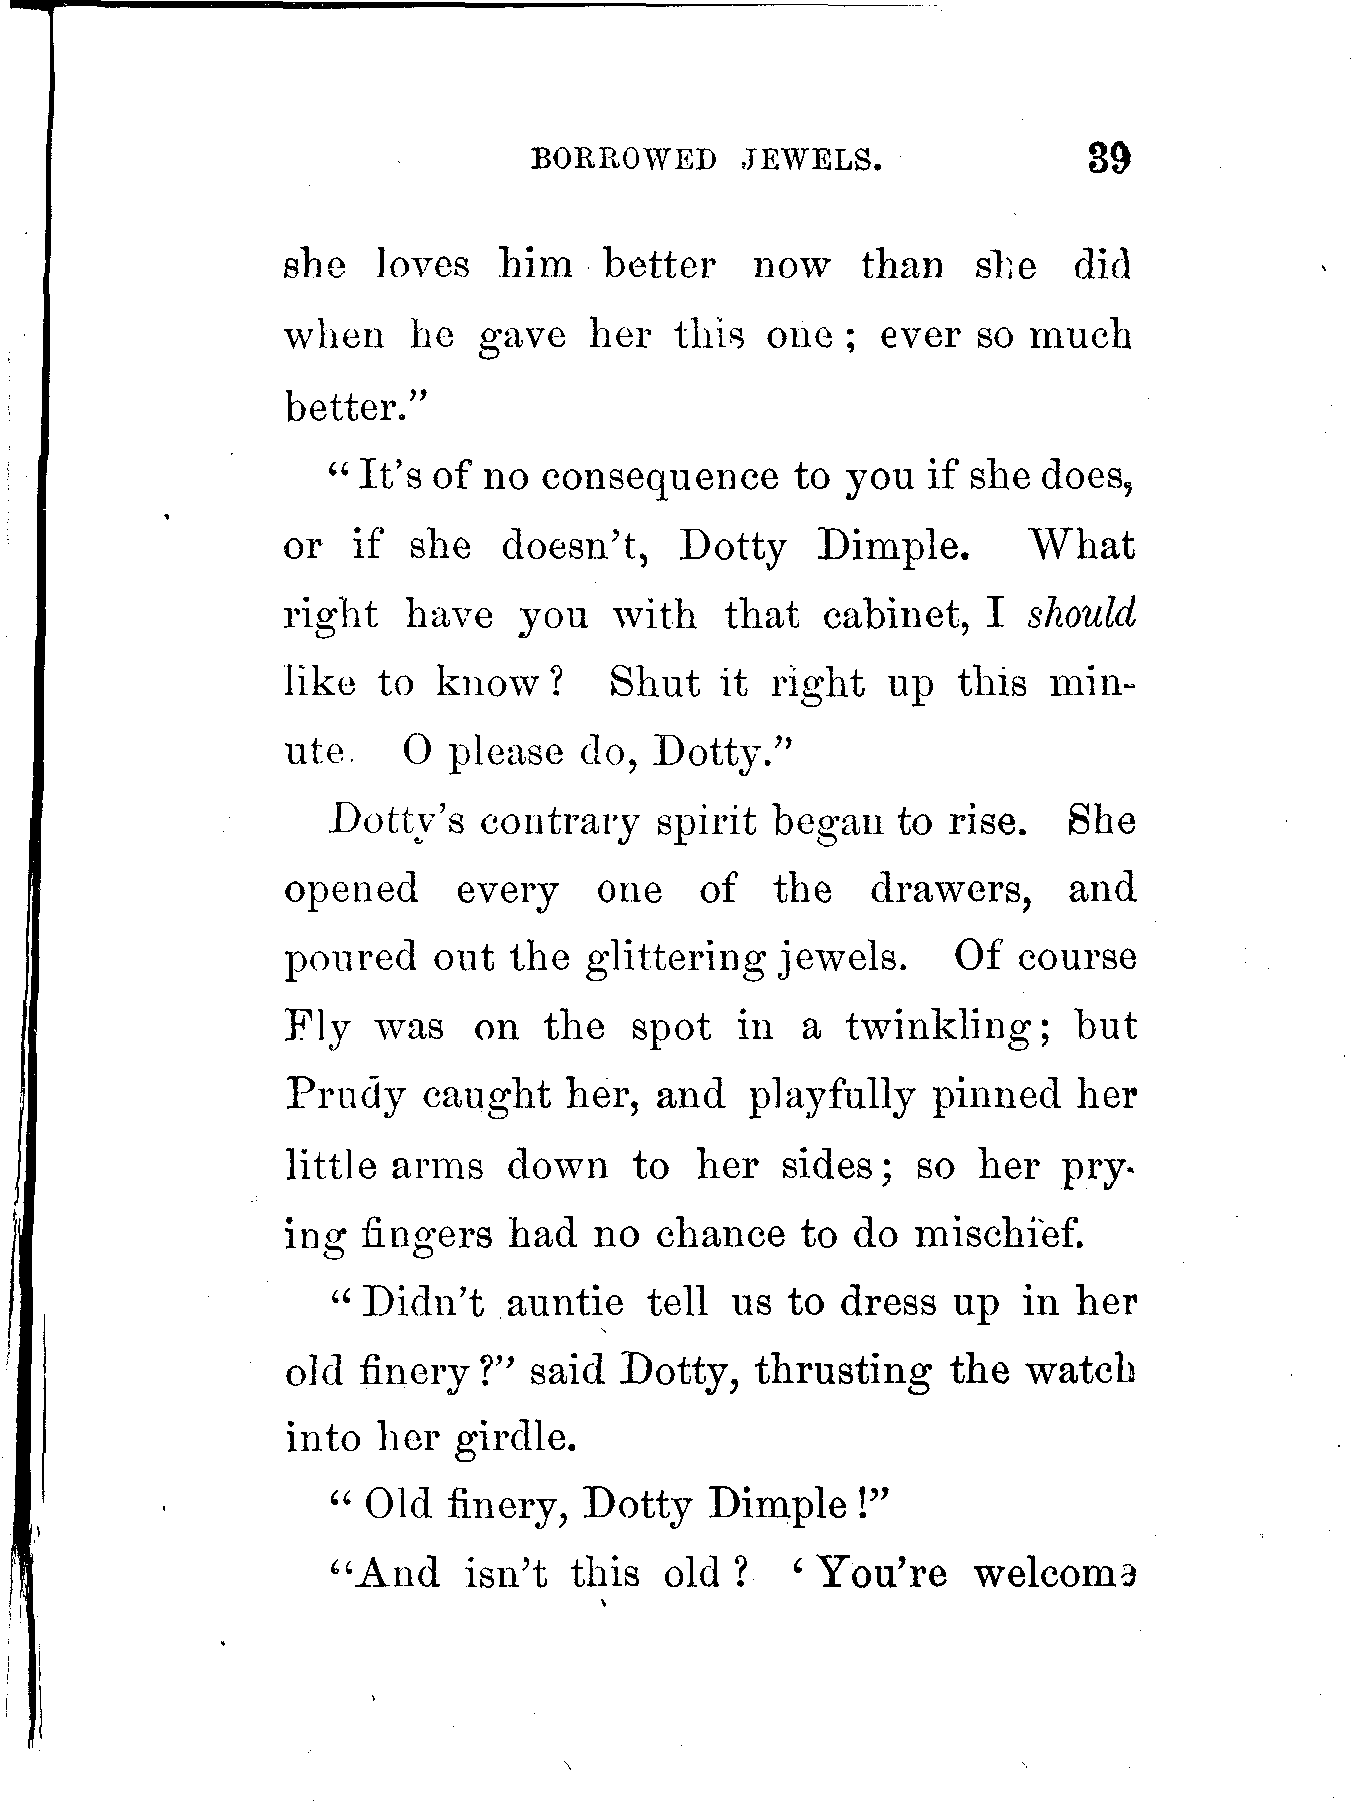 BORROWED JEWELS. 39
she loves him better now than she did
when he gave her this one; ever so much
better."
"It's of no consequence to you if she does,
or if she doesn't, Dotty Dimple. What
right have you with that cabinet, I should
like to know? Shut it right up this min-
ute. O please do, Dotty."
Dotty's contrary spirit began to rise. She
opened every one of the drawers, and
poured out the glittering jewels. Of course
Fly was on the spot in a twinkling; but
Prudy caught her, and playfully pinned her
little arms down to her sides; so her pry-
ing fingers had no chance to do mischief.
"Didn't auntie tell us to dress up in her
old finery?" said Dotty, thrusting the watch
into her girdle.
"Old finery, Dotty Dimple!"
"And isn't this old? 'You're welcome